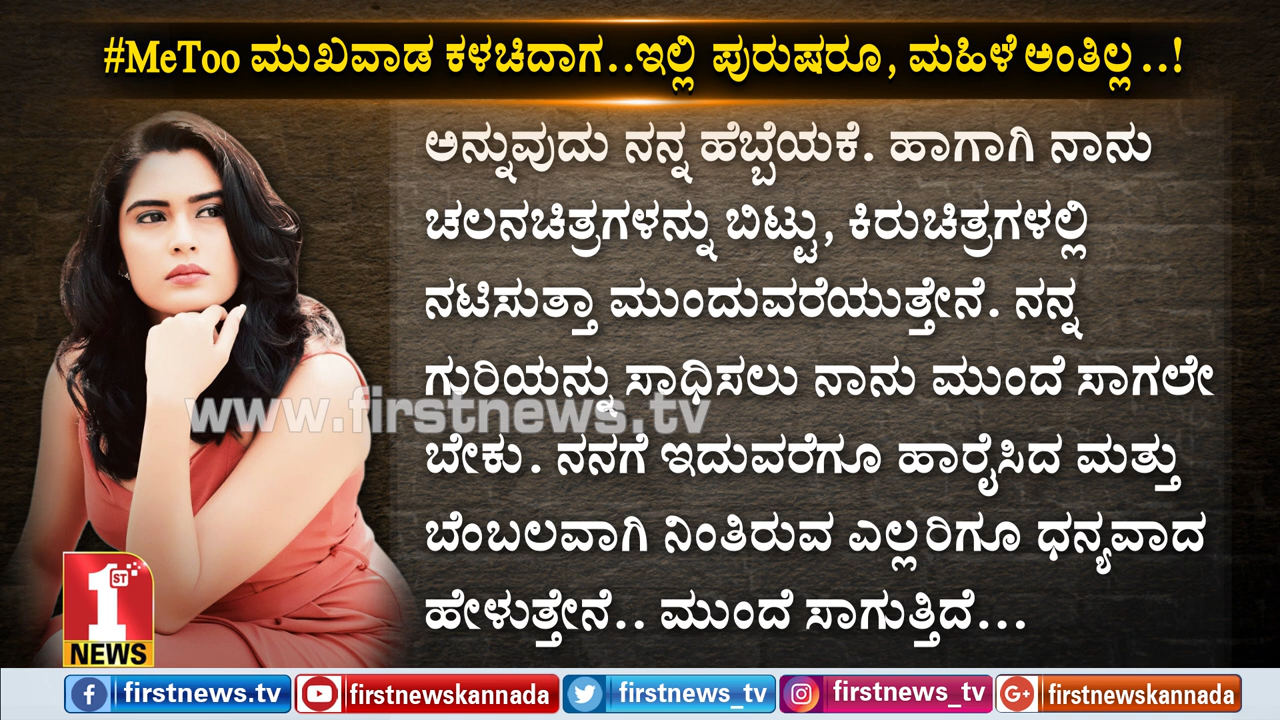 #MeToo ಮುಖವಾಡ ಕಳಚಿದಾಗ..ಇಲ್ಲಿ ಪುರುಷರೂ, ಮಹಿಳೆ ಅಂತಿಲ್ಲ..!
ಅನ್ನುವುದು ನನ್ನ ಹೆಬ್ಬೆಯಕೆ. ಹಾಗಾಗಿ ನಾನು
ಚಲನಚಿತ್ರಗಳನ್ನು ಬಿಟ್ಟು, ಕಿರುಚಿತ್ರಗಳಲ್ಲಿ
ನಟಿಸುತ್ತಾ ಮುಂದುವರೆಯುತ್ತೇನೆ. ನನ್ನ
ಗುರಿಯನ್ನು ಸಾಧಿಸಲು ನಾನು ಮುಂದೆ ಸಾಗಲೇ
www.firstnews.tv
ಬೇಕು. ನನಗೆ ಇದುವರೆಗೂ ಹಾರೈಸಿದ ಮತ್ತು
ಬೆಂಬಲವಾಗಿ ನಿಂತಿರುವ ಎಲ್ಲರಿಗೂ ಧನ್ಯವಾದ
ಹೇಳುತ್ತೇನೆ.. ಮುಂದೆ ಸಾಗುತ್ತಿದೆ...
1ST
NEWS
firstnews.tv firstnewskannada firstnews_tv firstnews_tv firstnewskannada